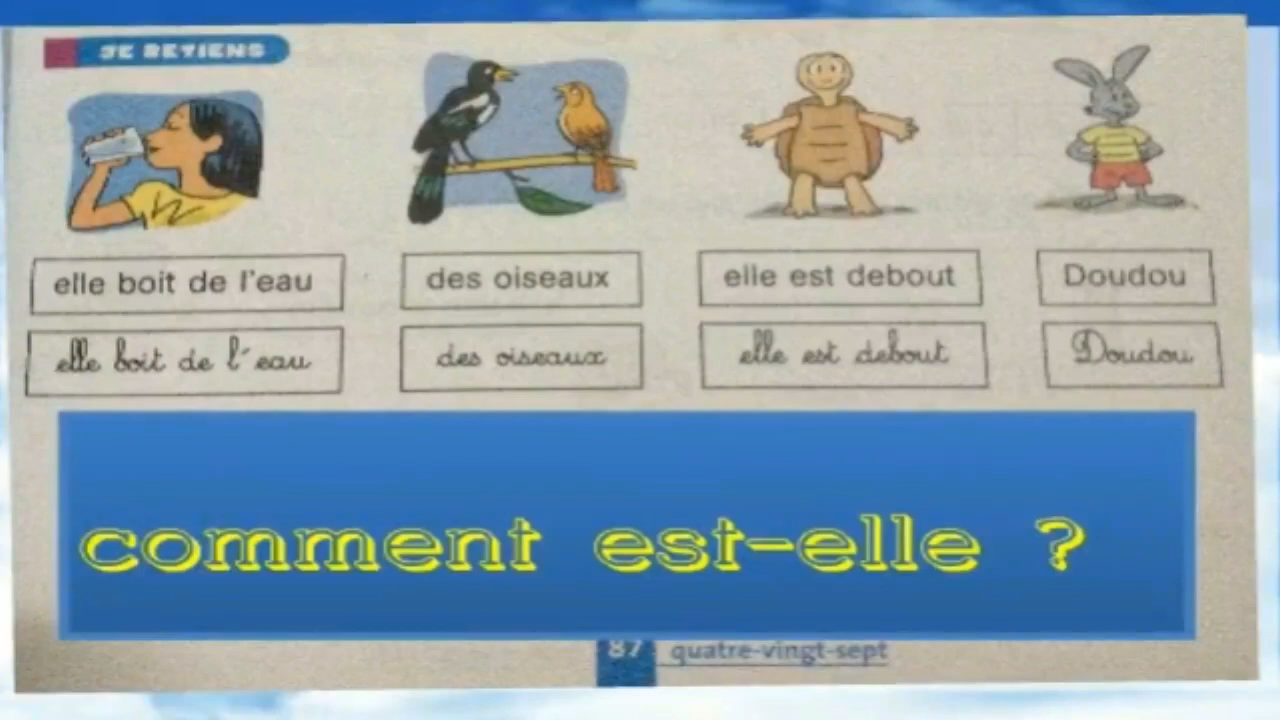 JE RETIENS
elle boit de l'eau
des oiseaux
elle est debout
Doudou
elle boit de l'eau
des oiseaux
elle est debout
Doudou
comment est-elle ?
87 quatre-vingt-sept